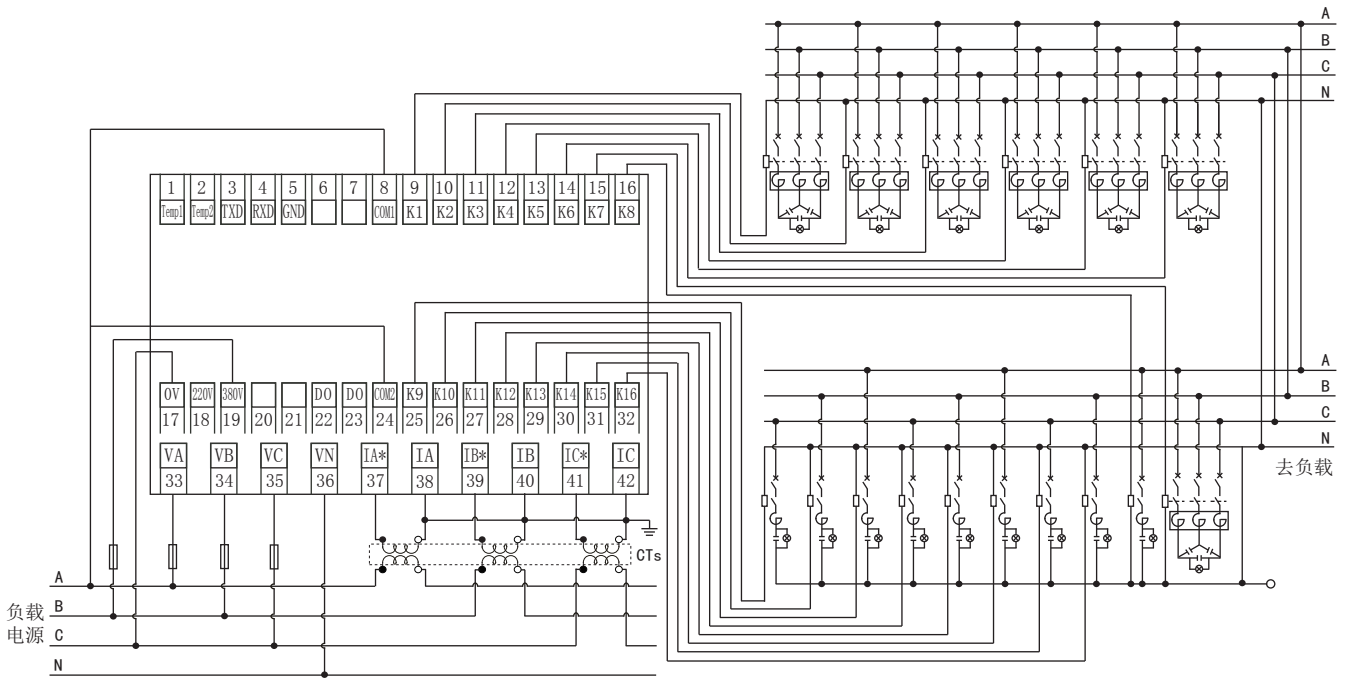 A
B
C
N
1 2 3 4 5 6 7 8 9 10 11 12 13 14 15 16
Temp1 Temp2 TXD RXD GND COM1 K1 K2 K3 K4 K5 K6 K7 K8
0V 220V 380V DO DO COM2 K9 K10 K11 K12 K13 K14 K15 K16
17 18 19 20 21 22 23 24 25 26 27 28 29 30 31 32
VA VB VC VN IA* IA IB* IB IC* IC
33 34 35 36 37 38 39 40 41 42
A
B
C
N
去负载
CTs
A
负载 B
电源 C
N